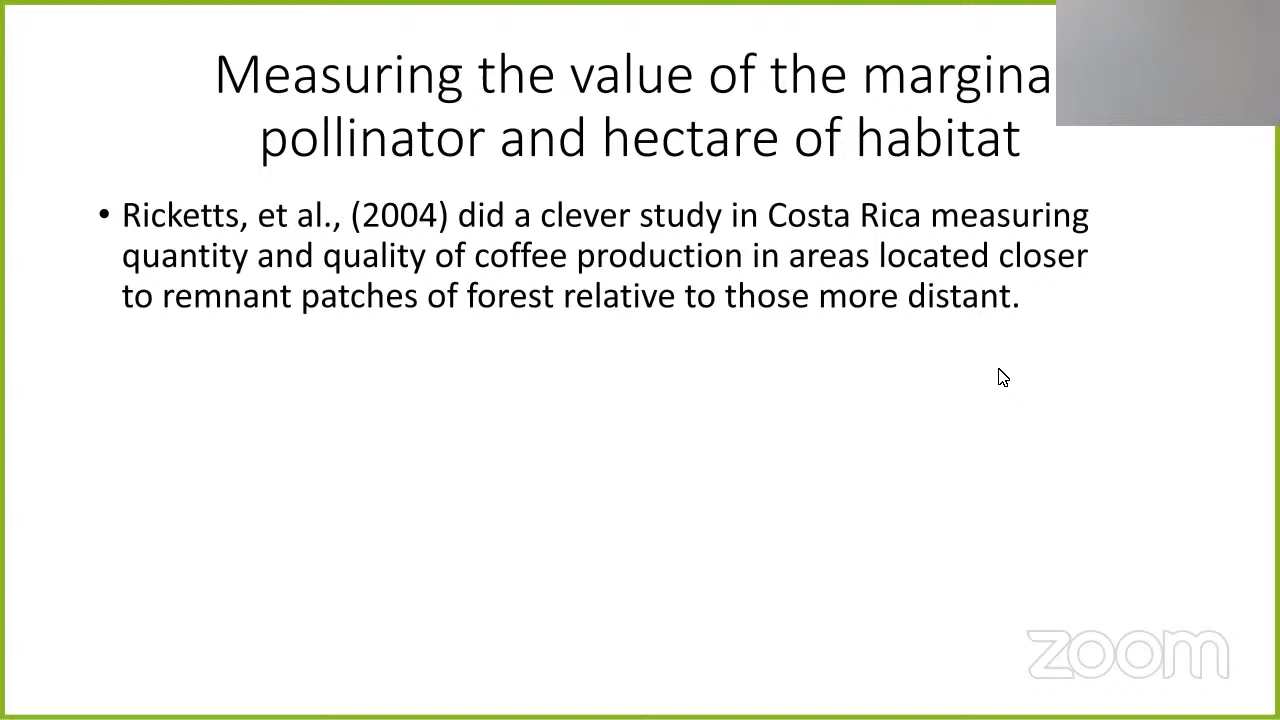 Measuring the value of the margina
pollinator and hectare of habitat
• Ricketts, et al., (2004) did a clever study in Costa Rica measuring
quantity and quality of coffee production in areas located closer
to remnant patches of forest relative to those more distant.
zoom